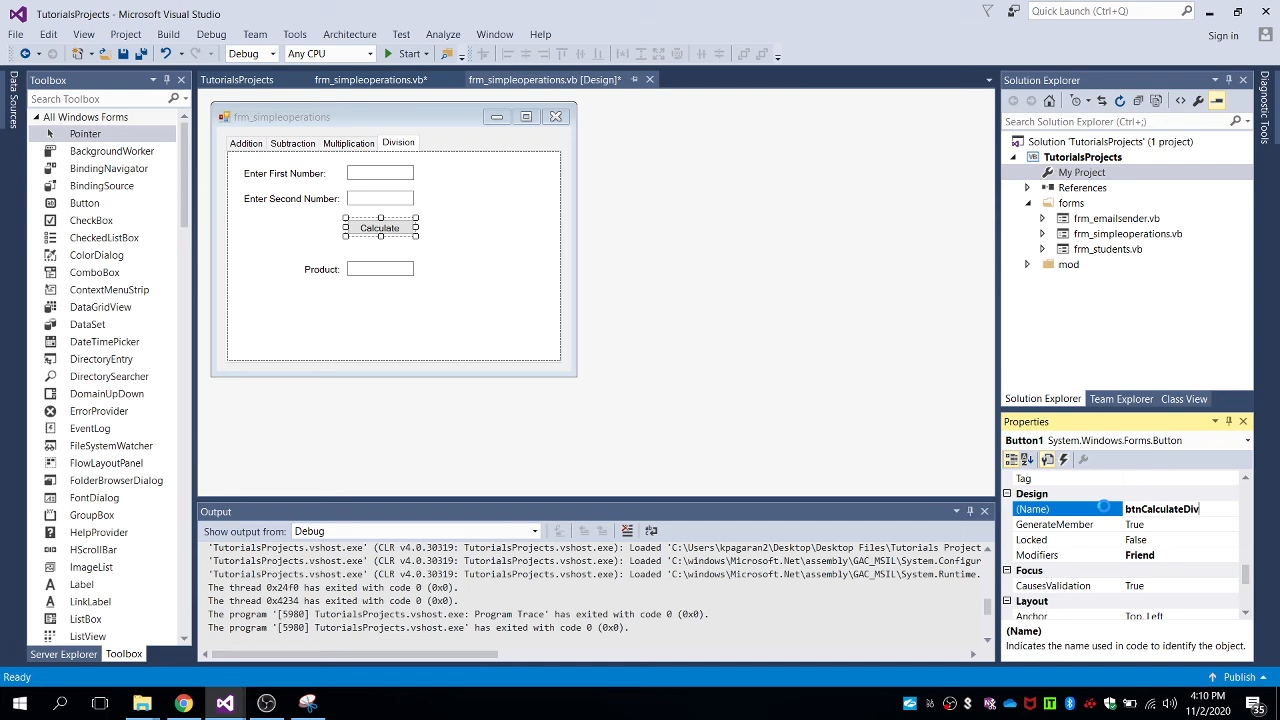 TutorialsProjects - Microsoft Visual Studio
Quick Launch (Ctrl+Q)
File Edit View Project Build Debug Team Tools Architecture Test Analyze Window Help
Sign in
Debug Any CPU Start
Data Sources
Toolbox
Search Toolbox
All Windows Forms
Pointer
BackgroundWorker
BindingNavigator
BindingSource
Button
CheckBox
CheckedListBox
ColorDialog
ComboBox
ContextMenuStrip
DataGridView
DataSet
DateTimePicker
DirectoryEntry
DirectorySearcher
DomainUpDown
ErrorProvider
EventLog
FileSystemWatcher
FlowLayoutPanel
FolderBrowserDialog
FontDialog
GroupBox
HelpProvider
HScrollBar
ImageList
Label
LinkLabel
ListBox
ListView
Server Explorer Toolbox
TutorialsProjects frm_simpleoperations.vb* frm_simpleoperations.vb [Design]*
frm_simpleoperations
Addition Subtraction Multiplication Division
Enter First Number:
Enter Second Number:
Calculate
Product:
Output
Show output from: Debug
'TutorialsProjects.vshost.exe' (CLR v4.0.30319: TutorialsProjects.vshost.exe): Loaded 'C:\Users\kpagaran2\Desktop\Desktop Files\Tutorials Project
'TutorialsProjects.vshost.exe' (CLR v4.0.30319: TutorialsProjects.vshost.exe): Loaded 'C:\windows\Microsoft.Net\assembly\GAC_MSIL\System.Configur
'TutorialsProjects.vshost.exe' (CLR v4.0.30319: TutorialsProjects.vshost.exe): Loaded 'C:\windows\Microsoft.Net\assembly\GAC_MSIL\System.Runtime.
The thread 0x24f0 has exited with code 0 (0x0).
The thread 0x4234 has exited with code 0 (0x0).
The program '[5980] TutorialsProjects.vshost.exe: Program Trace' has exited with code 0 (0x0).
The program '[5980] TutorialsProjects.vshost.exe' has exited with code 0 (0x0).
Solution Explorer
Search Solution Explorer (Ctrl+;)
Solution 'TutorialsProjects' (1 project)
TutorialsProjects
My Project
References
forms
frm_emailsender.vb
frm_simpleoperations.vb
frm_students.vb
mod
Solution Explorer Team Explorer Class View
Diagnostic Tools
Properties
Button1 System.Windows.Forms.Button
Tag
Design
(Name) btnCalculateDiv
GenerateMember True
Locked False
Modifiers Friend
Focus
CausesValidation True
Layout
Anchor Top, Left
(Name)
Indicates the name used in code to identify the object.
Ready
Publish
4:10 PM
11/2/2020
35